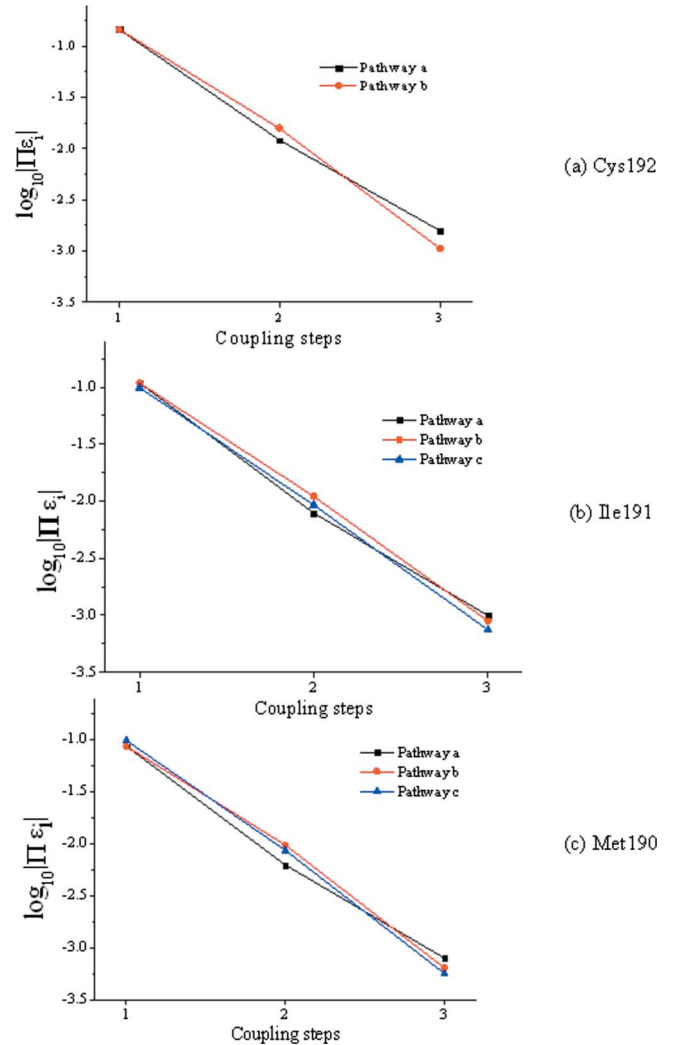 -1.0
-1.5
-2.0
-2.5
-3.0
-3.5
log10|Πεi|
Pathway a
Pathway b
1 2 3
Coupling steps
(a) Cys192
-1.0
-1.5
-2.0
-2.5
-3.0
-3.5
log10|Π εi|
Pathway a
Pathway b
Pathway c
1 2 3
Coupling steps
(b) Ile191
-1.0
-1.5
-2.0
-2.5
-3.0
-3.5
log10|Π εi|
Pathway a
Pathway b
Pathway c
1 2 3
Coupling steps
(c) Met190